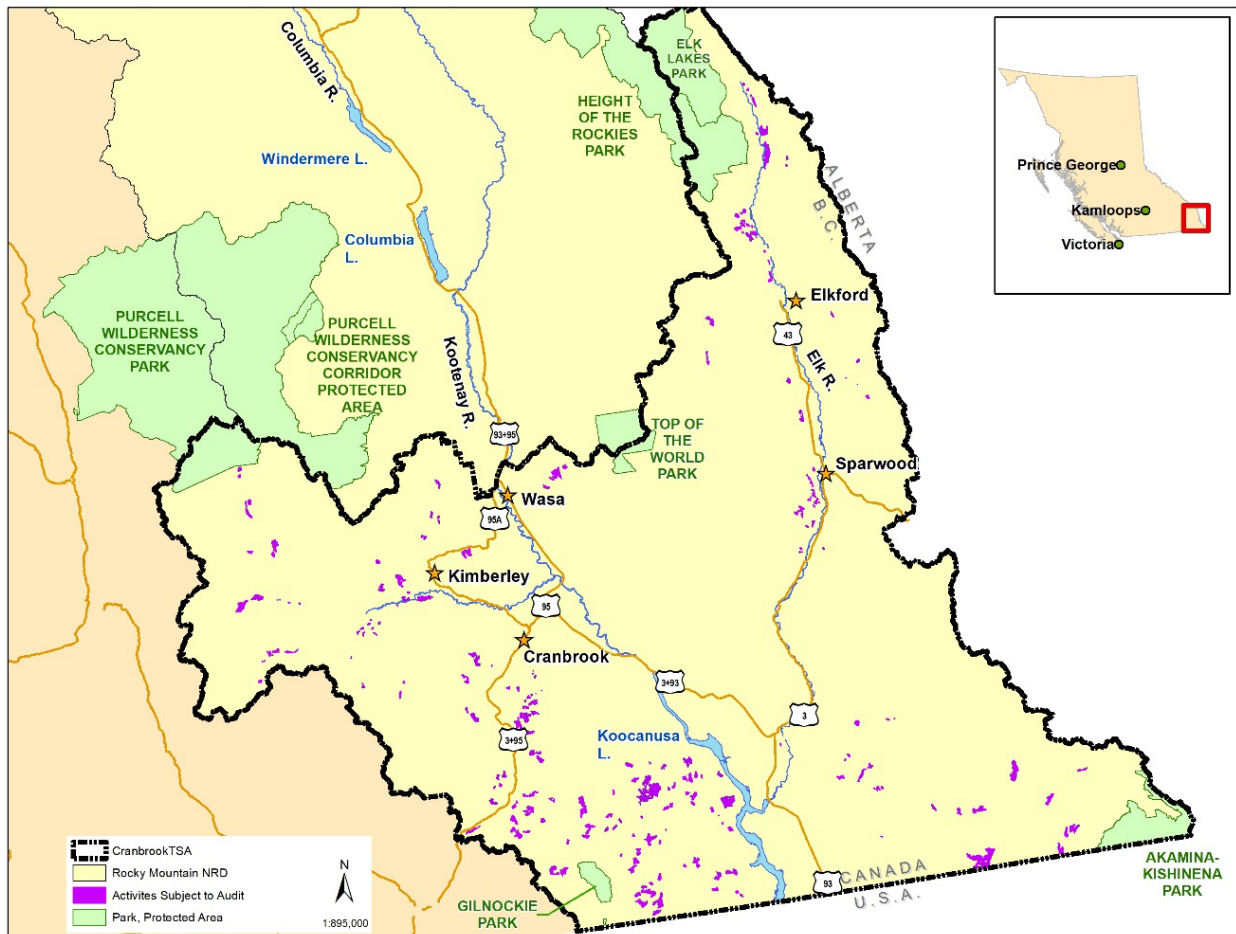 Columbia R.
ELK
LAKES
PARK
HEIGHT
OF THE
ROCKIES
PARK
Windermere L.
ALBERTA
B.C.
Prince George
Kamloops
Victoria
Columbia
L.
Elkford
43
Elk R.
PURCELL
WILDERNESS
CONSERVANCY
PARK
PURCELL
WILDERNESS
CONSERVANCY
CORRIDOR
PROTECTED
AREA
Kootenay R.
93+95
TOP OF
THE
WORLD
PARK
Sparwood
Wasa
95A
Kimberley
95
Cranbrook
3+93
3
3+95
Koocanusa
L.
CranbrookTSA
Rocky Mountain NRD
Activites Subject to Audit
Park, Protected Area
N
1:895,000
GILNOCKIE
PARK
93
CANADA
U.S.A.
AKAMINA-
KISHINENA
PARK